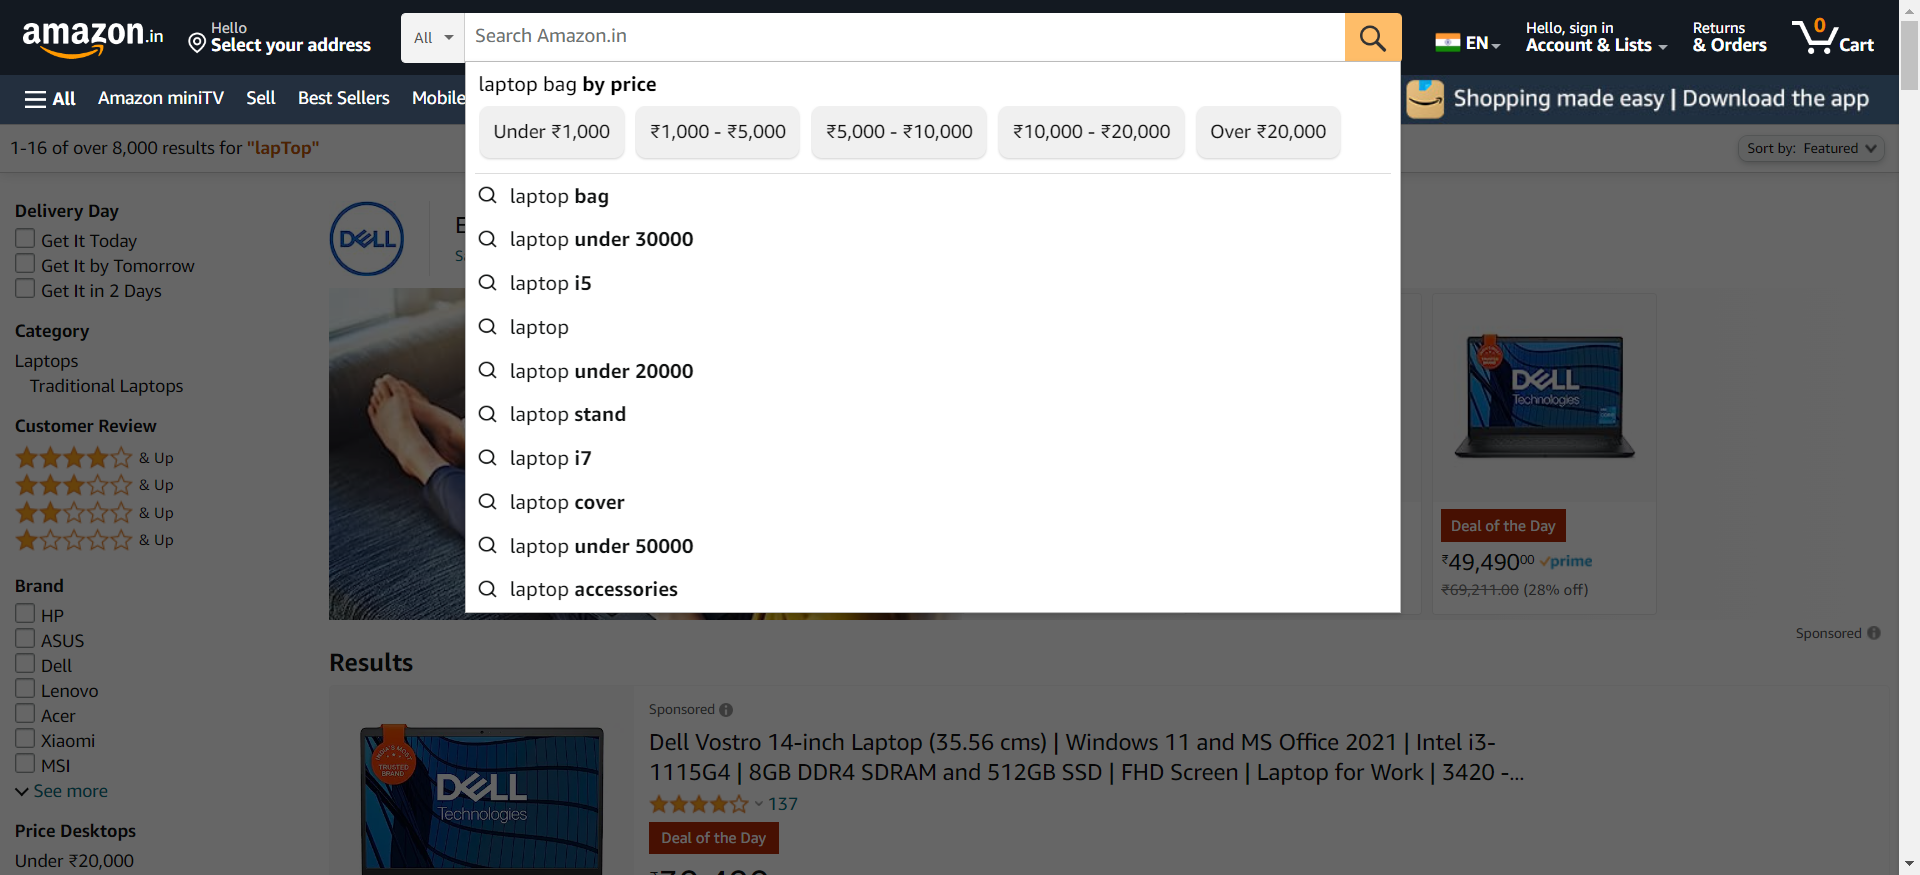 amazon.in
Hello
Select your address
All
Search Amazon.in
EN
Hello, sign in
Account & Lists
Returns
& Orders
0
Cart
All
Amazon miniTV
Sell
Best Sellers
Mobile
Shopping made easy | Download the app
laptop bag by price
Under ₹1,000
₹1,000 - ₹5,000
₹5,000 - ₹10,000
₹10,000 - ₹20,000
Over ₹20,000
laptop bag
laptop under 30000
laptop i5
laptop
laptop under 20000
laptop stand
laptop i7
laptop cover
laptop under 50000
laptop accessories
1-16 of over 8,000 results for "lapTop"
Sort by: Featured
Delivery Day
Get It Today
Get It by Tomorrow
Get It in 2 Days
Category
Laptops
Traditional Laptops
Customer Review
& Up
& Up
& Up
& Up
Brand
HP
ASUS
Dell
Lenovo
Acer
Xiaomi
MSI
See more
Price Desktops
Under ₹20,000
DELL
DELL
Technologies
Deal of the Day
₹49,49000 prime
₹69,211.00 (28% off)
Sponsored
Results
INDIA'S MOST
TRUSTED
BRAND
DELL
Technologies
Sponsored
Dell Vostro 14-inch Laptop (35.56 cms) | Windows 11 and MS Office 2021 | Intel i3-
1115G4 | 8GB DDR4 SDRAM and 512GB SSD | FHD Screen | Laptop for Work | 3420 -...
137
Deal of the Day